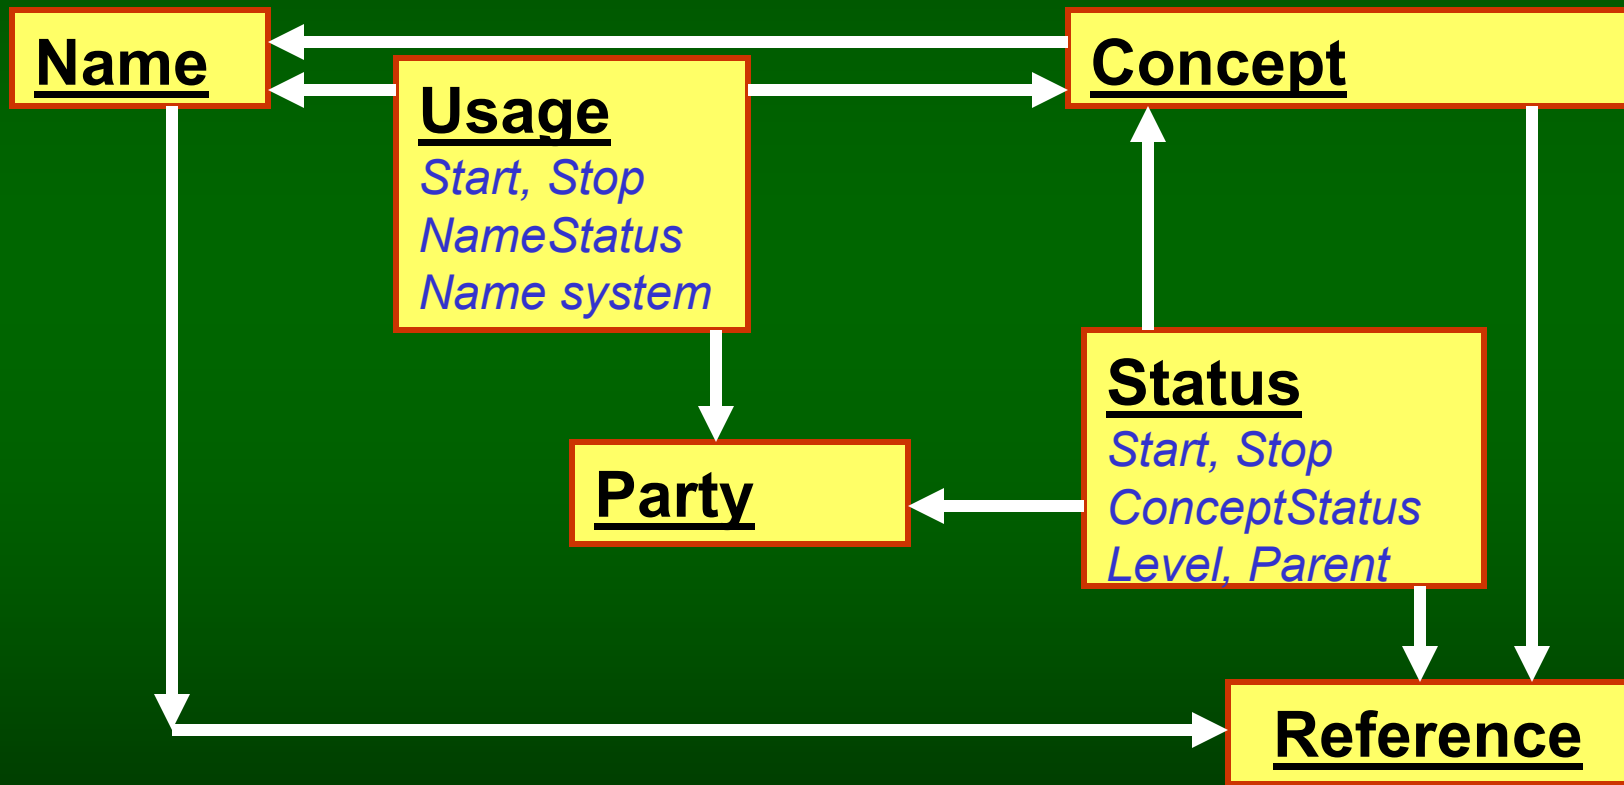 Name
Concept
Usage
Start, Stop
NameStatus
Name system
Status
Start, Stop
ConceptStatus
Level, Parent
Party
Reference